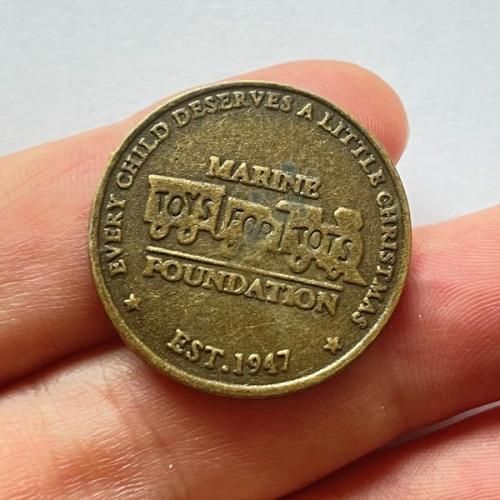 EVERY CHILD DESERVES A LITTLE CHRISTMAS
MARINE
TOYS FOR TOTS
FOUNDATION
EST. 1947